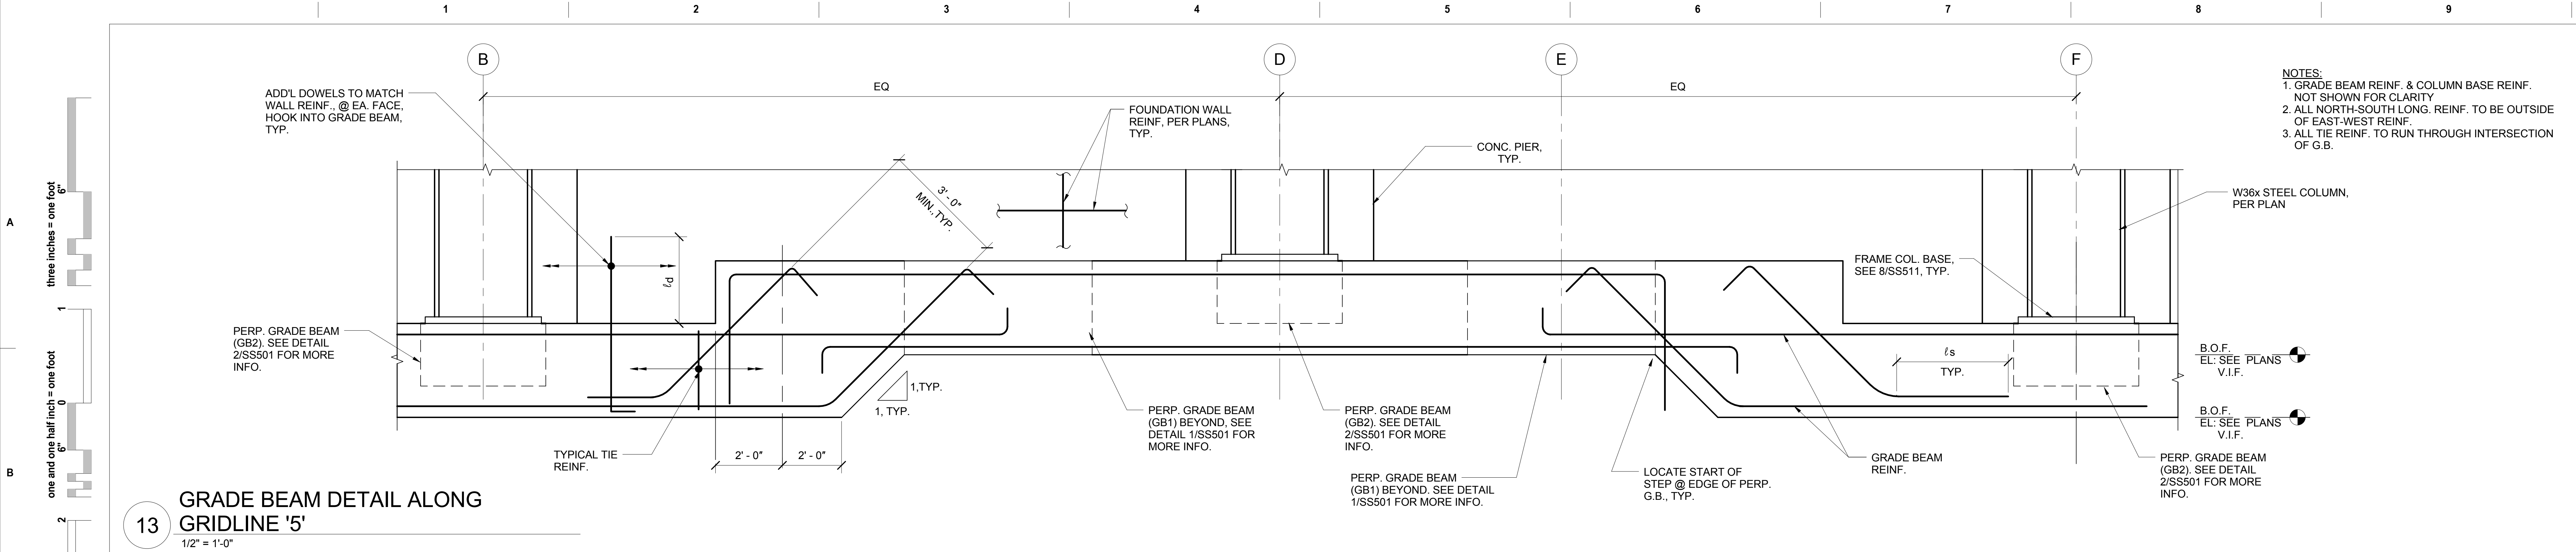 1 2 3 4 5 6 7 8 9
B D E F
EQ EQ
NOTES:
1. GRADE BEAM REINF. & COLUMN BASE REINF.
NOT SHOWN FOR CLARITY
2. ALL NORTH-SOUTH LONG. REINF. TO BE OUTSIDE
OF EAST-WEST REINF.
3. ALL TIE REINF. TO RUN THROUGH INTERSECTION
OF G.B.
ADD'L DOWELS TO MATCH
WALL REINF., @ EA. FACE,
HOOK INTO GRADE BEAM,
TYP.
FOUNDATION WALL
REINF, PER PLANS,
TYP.
CONC. PIER,
TYP.
3' - 0"
MIN., TYP.
W36x STEEL COLUMN,
PER PLAN
FRAME COL. BASE,
SEE 8/SS511, TYP.
ℓd
PERP. GRADE BEAM
(GB2). SEE DETAIL
2/SS501 FOR MORE
INFO.
ℓs
TYP.
B.O.F.
EL: SEE PLANS
V.I.F.
B.O.F.
EL: SEE PLANS
V.I.F.
1,TYP.
1, TYP.
TYPICAL TIE
REINF.
2' - 0"
2' - 0"
PERP. GRADE BEAM
(GB1) BEYOND, SEE
DETAIL 1/SS501 FOR
MORE INFO.
PERP. GRADE BEAM
(GB2). SEE DETAIL
2/SS501 FOR MORE
INFO.
PERP. GRADE BEAM
(GB1) BEYOND. SEE DETAIL
1/SS501 FOR MORE INFO.
LOCATE START OF
STEP @ EDGE OF PERP.
G.B., TYP.
GRADE BEAM
REINF.
PERP. GRADE BEAM
(GB2). SEE DETAIL
2/SS501 FOR MORE
INFO.
13
GRADE BEAM DETAIL ALONG
GRIDLINE '5'
1/2" = 1'-0"
A
B
three inches = one foot
6"
one and one half inch = one foot
1
0
6"
2